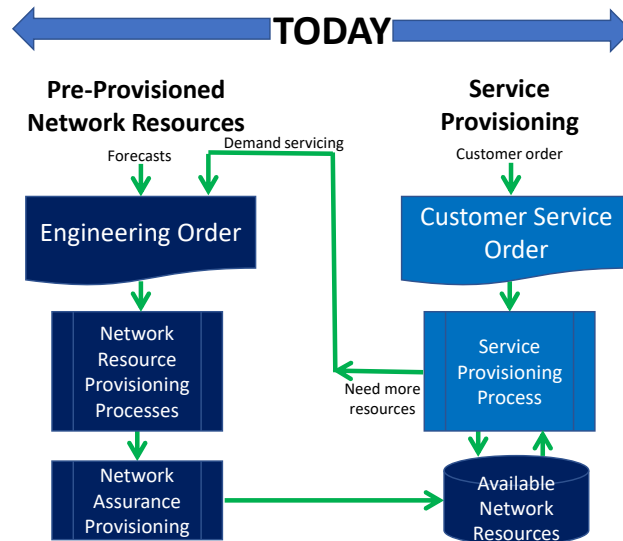 TODAY
Pre-Provisioned
Network Resources
Service
Provisioning
Forecasts
Demand servicing
Customer order
Engineering Order
Customer Service
Order
Network
Resource
Provisioning
Processes
Service
Provisioning
Process
Need more
resources
Network
Assurance
Provisioning
Available
Network
Resources